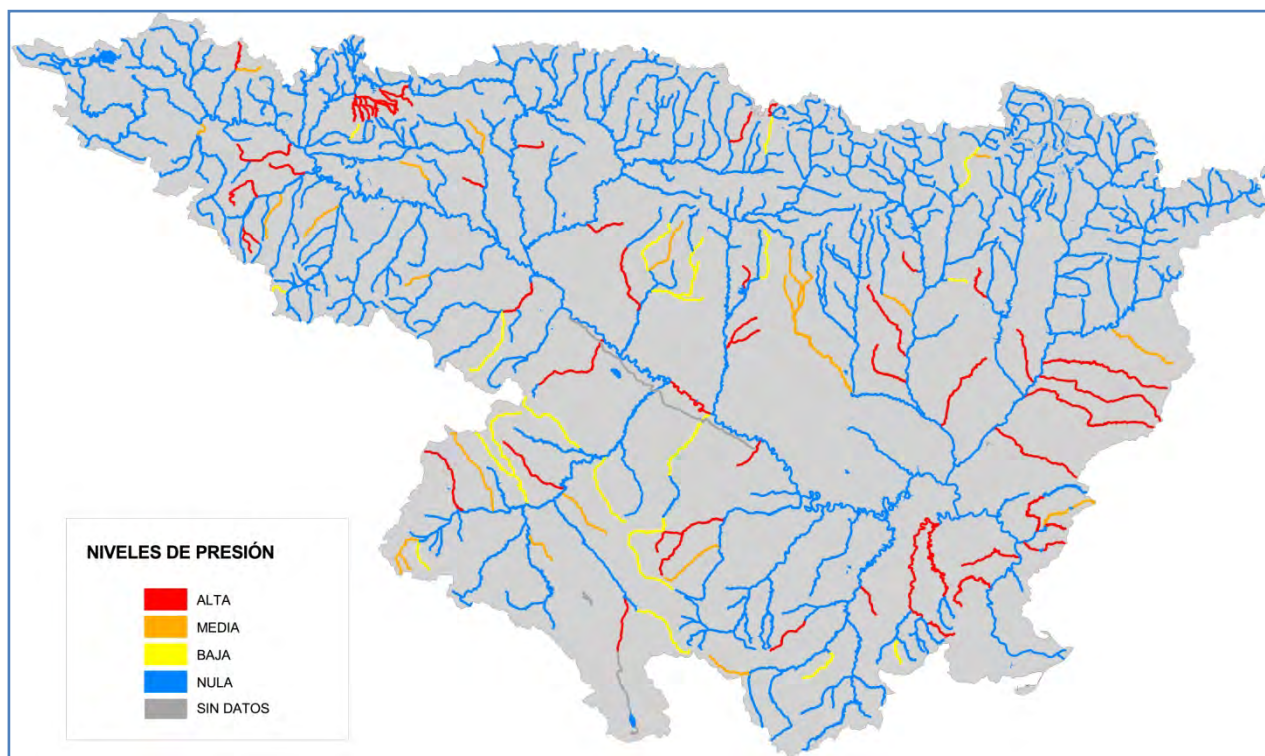 NIVELES DE PRESIÓN
ALTA
MEDIA
BAJA
NULA
SIN DATOS